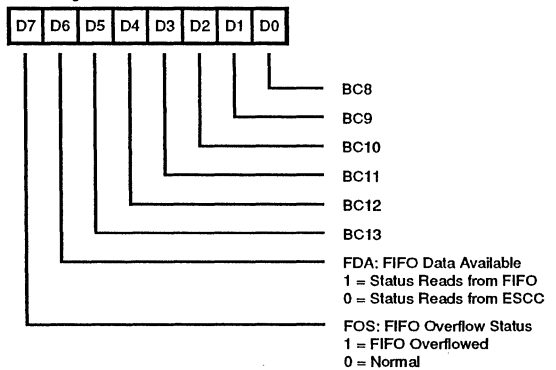 D7 D6 D5 D4 D3 D2 D1 D0
BC8
BC9
BC10
BC11
BC12
BC13
FDA: FIFO Data Available
1 = Status Reads from FIFO
0 = Status Reads from ESCC
FOS: FIFO Overflow Status
1 = FIFO Overflowed
0 = Normal